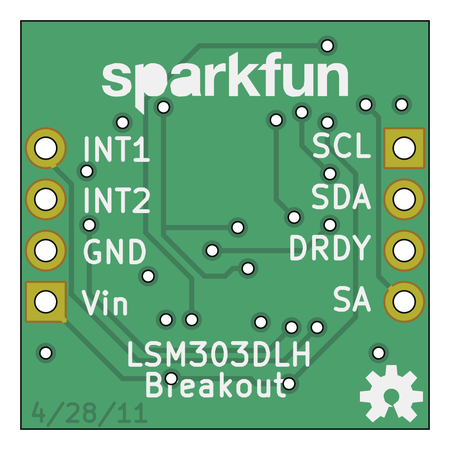 sparkfun
INT1 SCL
INT2 SDA
GND DRDY
Vin SA
LSM303DLH
Breakout
4/28/11